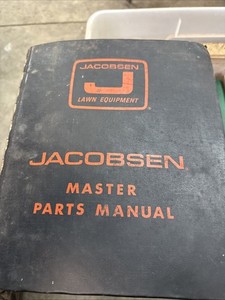 JACOBSEN
J
LAWN EQUIPMENT
JACOBSEN
MASTER
PARTS MANUAL